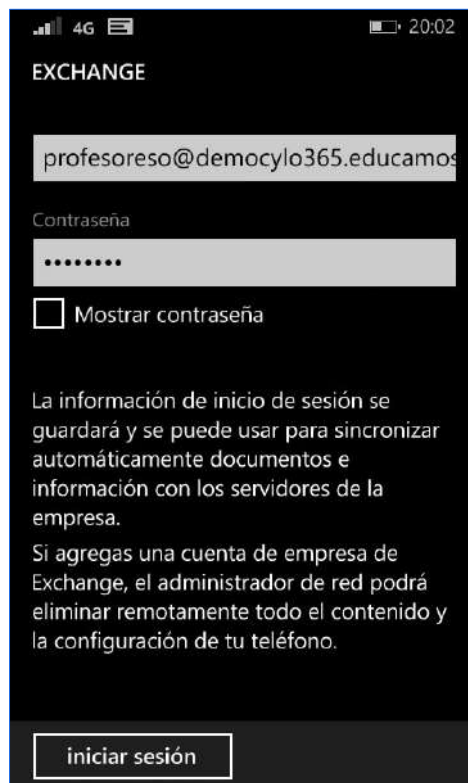 4G 20:02
EXCHANGE
profesoreso@democylo365.educamos
Contraseña
••••••••
Mostrar contraseña
La información de inicio de sesión se
guardará y se puede usar para sincronizar
automáticamente documentos e
información con los servidores de la
empresa.
Si agregas una cuenta de empresa de
Exchange, el administrador de red podrá
eliminar remotamente todo el contenido y
la configuración de tu teléfono.
iniciar sesión